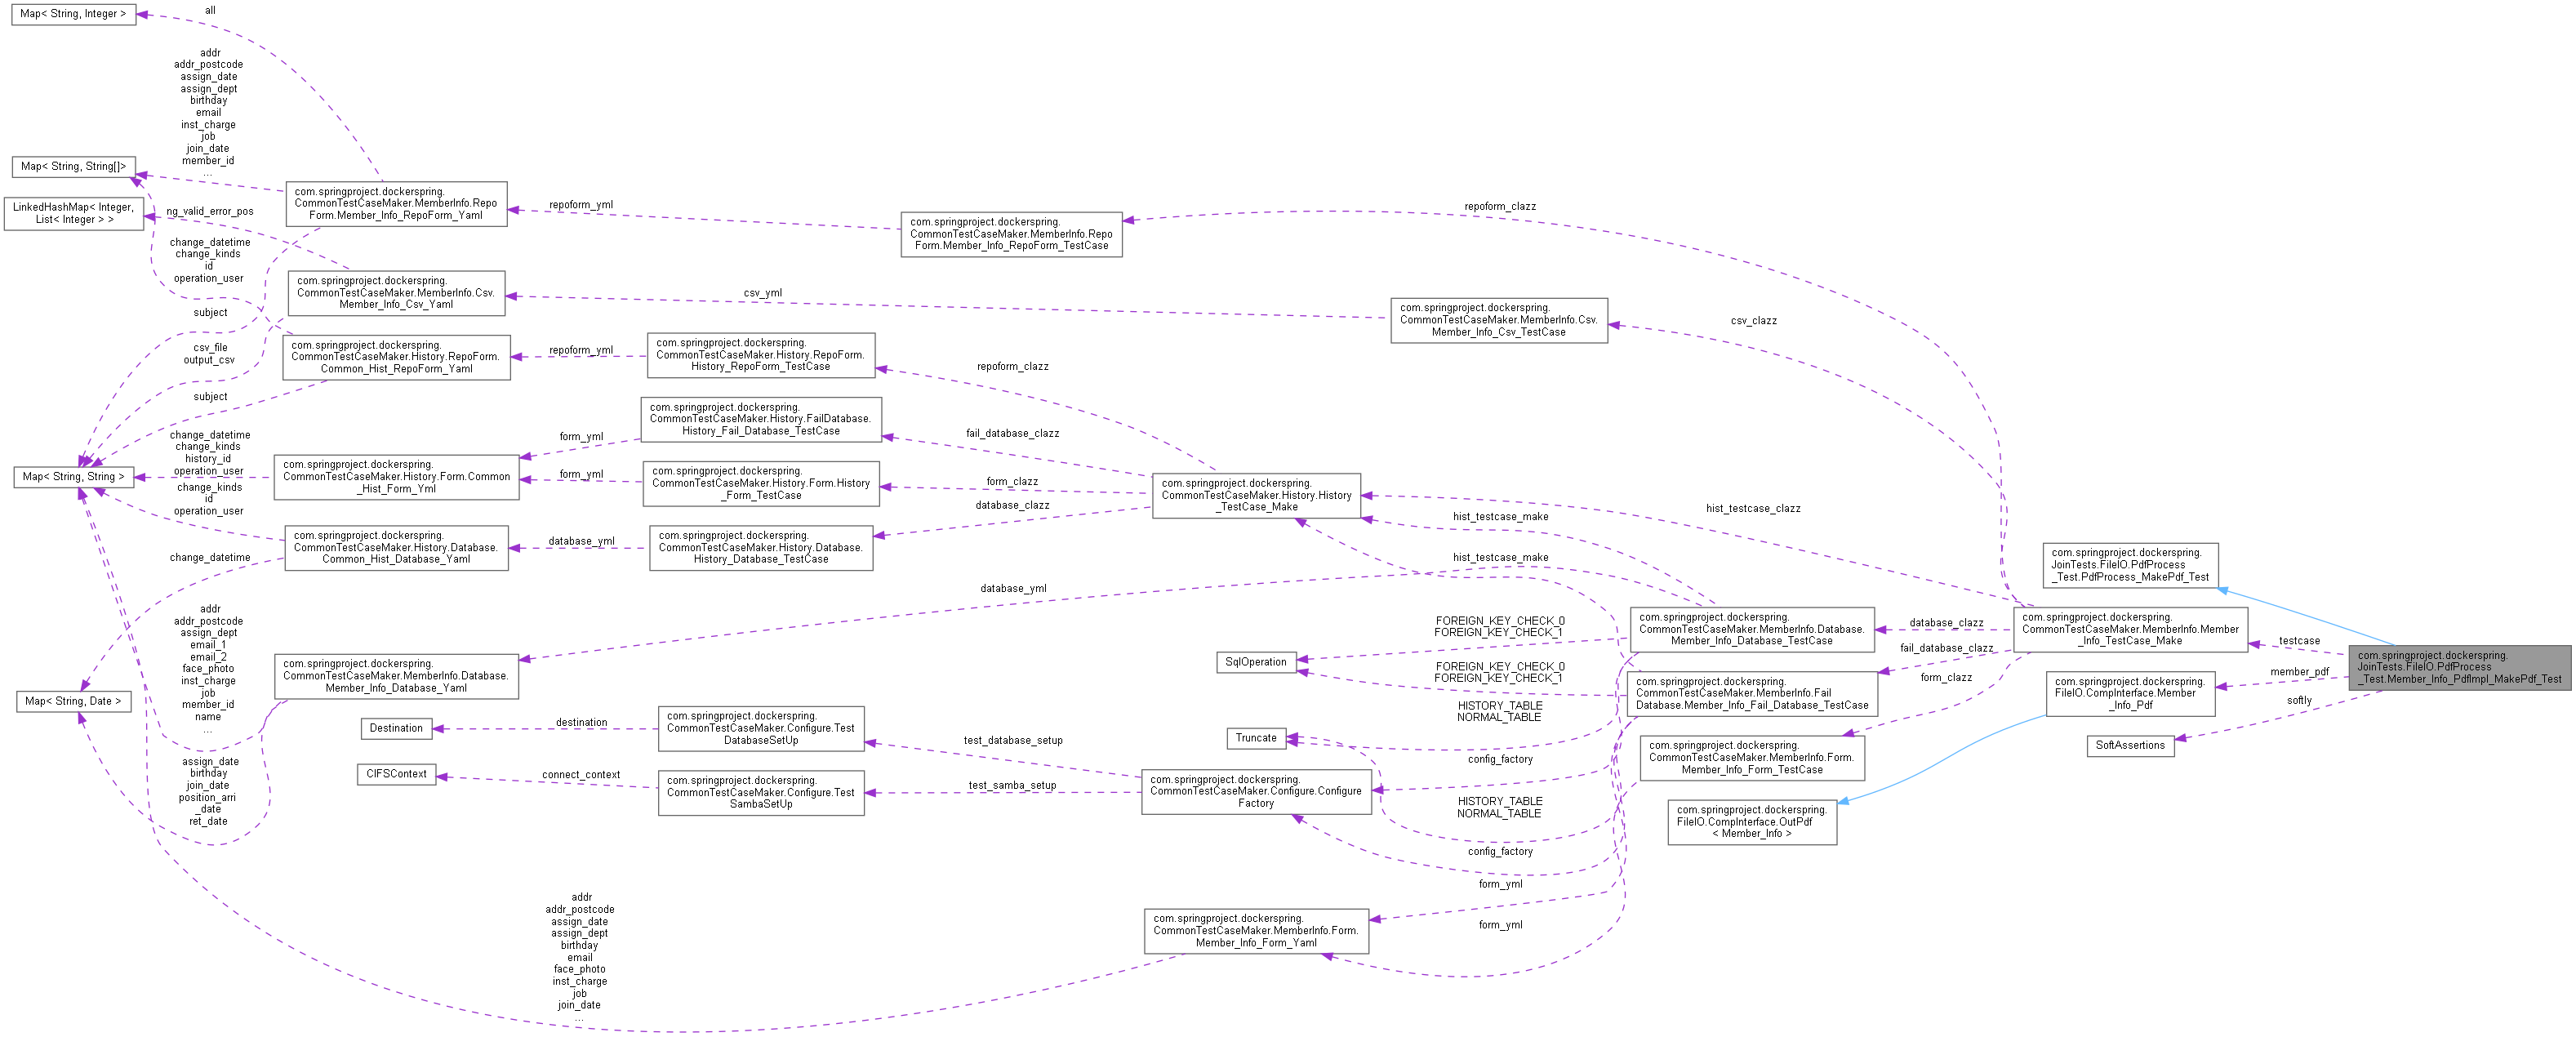 Map< String, Integer >
all
addr
addr_postcode
assign_date
assign_dept
birthday
email
inst_charge
job
join_date
member_id
...
Map< String, String[]>
LinkedHashMap< Integer,
List< Integer > >
ng_valid_error_pos
change_datetime
change_kinds
id
operation_user
subject
csv_file
output_csv
subject
change_datetime
change_kinds
history_id
operation_user
Map< String, String >
change_kinds
id
operation_user
change_datetime
addr
addr_postcode
assign_dept
email_1
email_2
face_photo
inst_charge
job
member_id
name
...
Map< String, Date >
assign_date
birthday
join_date
position_arri
_date
ret_date
com.springproject.dockerspring.
CommonTestCaseMaker.MemberInfo.Repo
Form.Member_Info_RepoForm_Yaml
com.springproject.dockerspring.
CommonTestCaseMaker.MemberInfo.Csv.
Member_Info_Csv_Yaml
com.springproject.dockerspring.
CommonTestCaseMaker.History.RepoForm.
Common_Hist_RepoForm_Yaml
com.springproject.dockerspring.
CommonTestCaseMaker.History.Form.Common
_Hist_Form_Yml
com.springproject.dockerspring.
CommonTestCaseMaker.History.Database.
Common_Hist_Database_Yaml
com.springproject.dockerspring.
CommonTestCaseMaker.MemberInfo.Database.
Member_Info_Database_Yaml
Destination
CIFSContext
repoform_yml
csv_yml
repoform_yml
form_yml
form_yml
database_yml
database_yml
destination
connect_context
addr
addr_postcode
assign_date
assign_dept
birthday
email
face_photo
inst_charge
job
join_date
...
com.springproject.dockerspring.
CommonTestCaseMaker.History.RepoForm.
History_RepoForm_TestCase
com.springproject.dockerspring.
CommonTestCaseMaker.History.FailDatabase.
History_Fail_Database_TestCase
com.springproject.dockerspring.
CommonTestCaseMaker.History.Form.History
_Form_TestCase
com.springproject.dockerspring.
CommonTestCaseMaker.History.Database.
History_Database_TestCase
com.springproject.dockerspring.
CommonTestCaseMaker.Configure.Test
DatabaseSetUp
com.springproject.dockerspring.
CommonTestCaseMaker.Configure.Test
SambaSetUp
com.springproject.dockerspring.
CommonTestCaseMaker.MemberInfo.Repo
Form.Member_Info_RepoForm_TestCase
repoform_clazz
fail_database_clazz
form_clazz
database_clazz
test_database_setup
test_samba_setup
com.springproject.dockerspring.
CommonTestCaseMaker.History.History
_TestCase_Make
SqlOperation
Truncate
com.springproject.dockerspring.
CommonTestCaseMaker.Configure.Configure
Factory
com.springproject.dockerspring.
CommonTestCaseMaker.MemberInfo.Form.
Member_Info_Form_Yaml
repoform_clazz
com.springproject.dockerspring.
CommonTestCaseMaker.MemberInfo.Csv.
Member_Info_Csv_TestCase
hist_testcase_make
hist_testcase_make
FOREIGN_KEY_CHECK_0
FOREIGN_KEY_CHECK_1
FOREIGN_KEY_CHECK_0
FOREIGN_KEY_CHECK_1
HISTORY_TABLE
NORMAL_TABLE
config_factory
HISTORY_TABLE
NORMAL_TABLE
config_factory
form_yml
form_yml
csv_clazz
hist_testcase_clazz
com.springproject.dockerspring.
CommonTestCaseMaker.MemberInfo.Database.
Member_Info_Database_TestCase
com.springproject.dockerspring.
CommonTestCaseMaker.MemberInfo.Fail
Database.Member_Info_Fail_Database_TestCase
com.springproject.dockerspring.
CommonTestCaseMaker.MemberInfo.Form.
Member_Info_Form_TestCase
com.springproject.dockerspring.
FileIO.CompInterface.OutPdf
< Member_Info >
database_clazz
fail_database_clazz
form_clazz
com.springproject.dockerspring.
JoinTests.FileIO.PdfProcess
_Test.PdfProcess_MakePdf_Test
com.springproject.dockerspring.
CommonTestCaseMaker.MemberInfo.Member
_Info_TestCase_Make
com.springproject.dockerspring.
FileIO.CompInterface.Member
_Info_Pdf
SoftAssertions
testcase
member_pdf
softly
com.springproject.dockerspring.
JoinTests.FileIO.PdfProcess
_Test.Member_Info_PdfImpl_MakePdf_Test